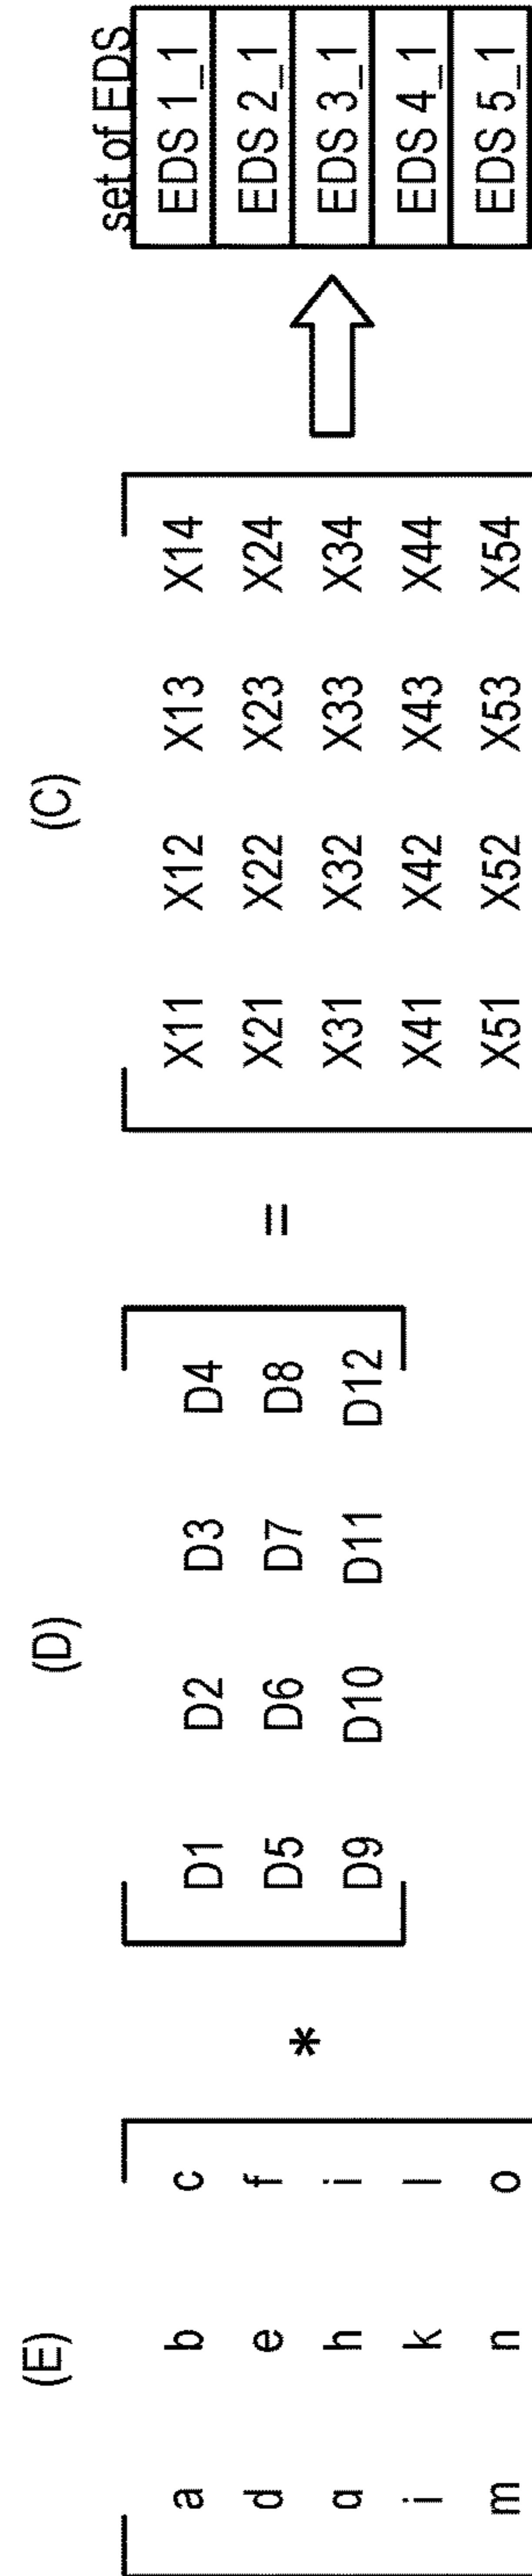 (E) (D) (C) set of EDS
a b c D1 D2 D3 D4 X11 X12 X13 X14 EDS 1_1
d e f * D5 D6 D7 D8 = X21 X22 X23 X24 EDS 2_1
g h i D9 D10 D11 D12 X31 X32 X33 X34 EDS 3_1
j k l X41 X42 X43 X44 EDS 4_1
m n o X51 X52 X53 X54 EDS 5_1